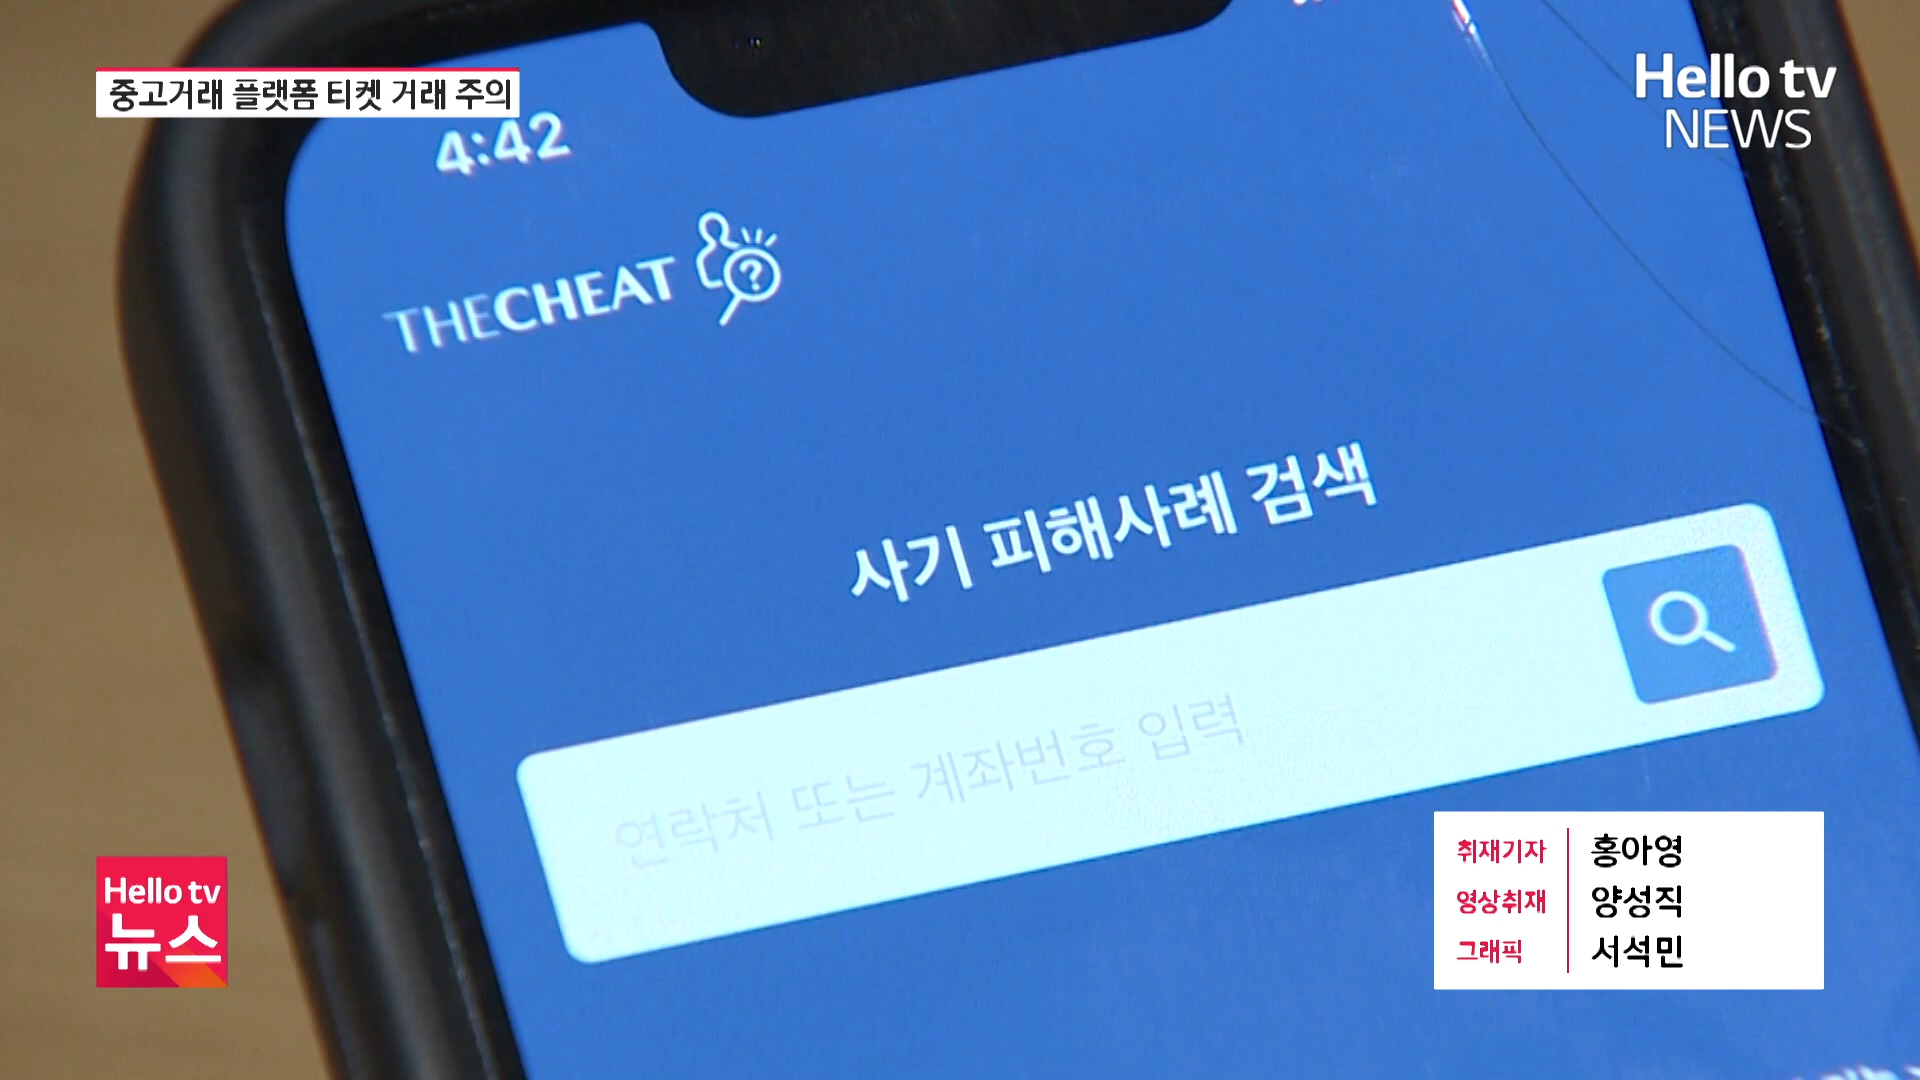 중고거래 플랫폼 티켓 거래 주의
Hello tv
NEWS
4:42
THECHEAT
사기 피해사례 검색
연락처 또는 계좌번호 입력
취재기자 홍아영
영상취재 양성직
그래픽 서석민
Hello tv
뉴스